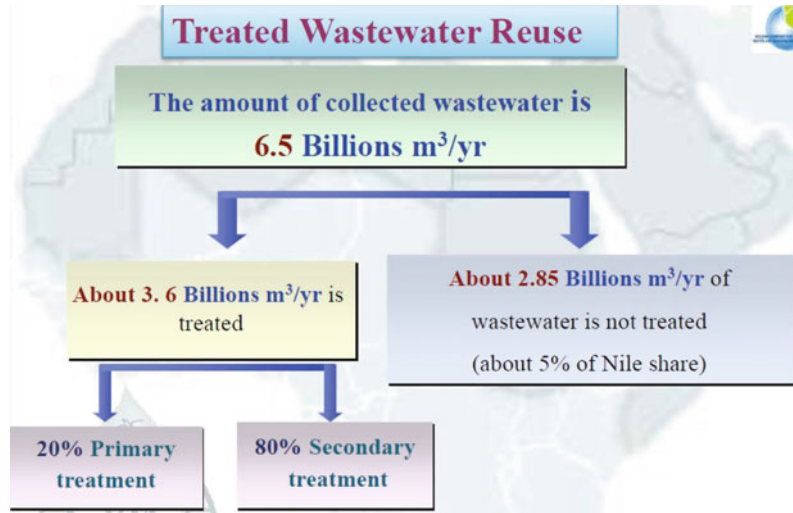 Treated Wastewater Reuse
The amount of collected wastewater is
6.5 Billions m³/yr
About 3. 6 Billions m³/yr is
treated
About 2.85 Billions m³/yr of
wastewater is not treated
(about 5% of Nile share)
20% Primary
treatment
80% Secondary
treatment